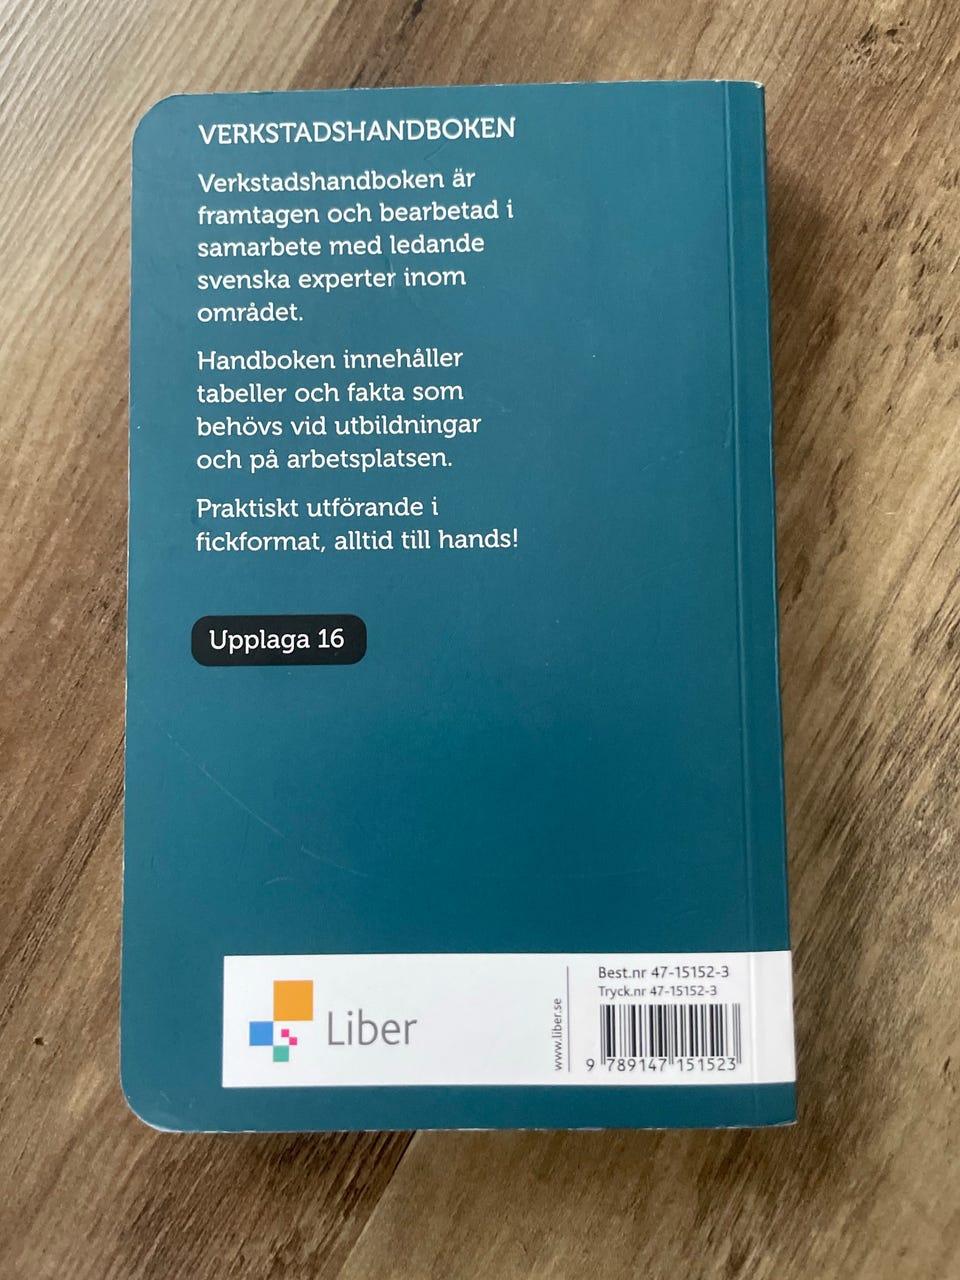 VERKSTADSHANDBOKEN
Verkstadshandboken är
framtagen och bearbetad i
samarbete med ledande
svenska experter inom
området.
Handboken innehåller
tabeller och fakta som
behövs vid utbildningar
och på arbetsplatsen.
Praktiskt utförande i
fickformat, alltid till hands!
Upplaga 16
Liber
www.liber.se
Best.nr 47-15152-3
Tryck.nr 47-15152-3
9 789147 151523